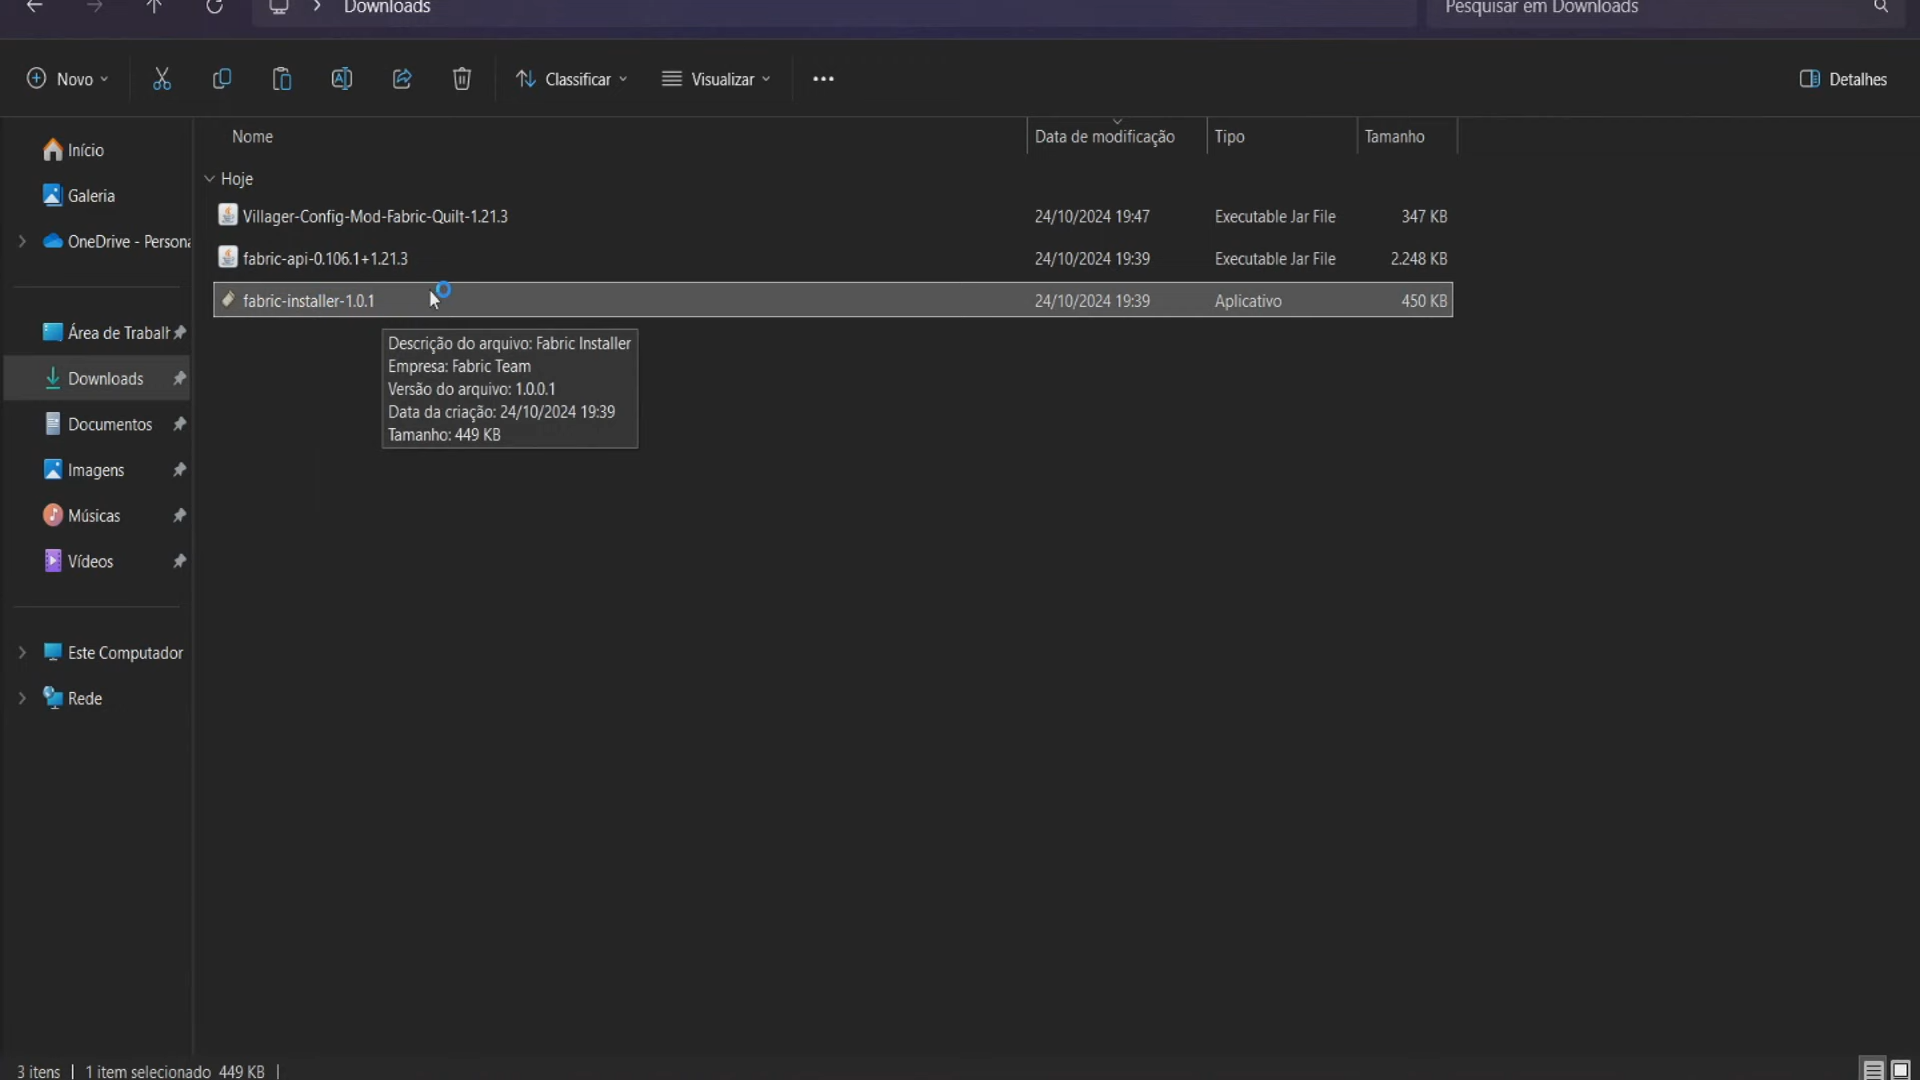 Downloads
Pesquisar em Downloads
Novo
Classificar
Visualizar
Detalhes
Início
Galeria
OneDrive - Persona
Área de Trabalh
Downloads
Documentos
Imagens
Músicas
Vídeos
Este Computador
Rede
Nome Data de modificação Tipo Tamanho
Hoje
Villager-Config-Mod-Fabric-Quilt-1.21.3 24/10/2024 19:47 Executable Jar File 347 KB
fabric-api-0.106.1+1.21.3 24/10/2024 19:39 Executable Jar File 2.248 KB
fabric-installer-1.0.1 24/10/2024 19:39 Aplicativo 450 KB
Descrição do arquivo: Fabric Installer
Empresa: Fabric Team
Versão do arquivo: 1.0.0.1
Data da criação: 24/10/2024 19:39
Tamanho: 449 KB
3 itens | 1 item selecionado 449 KB |